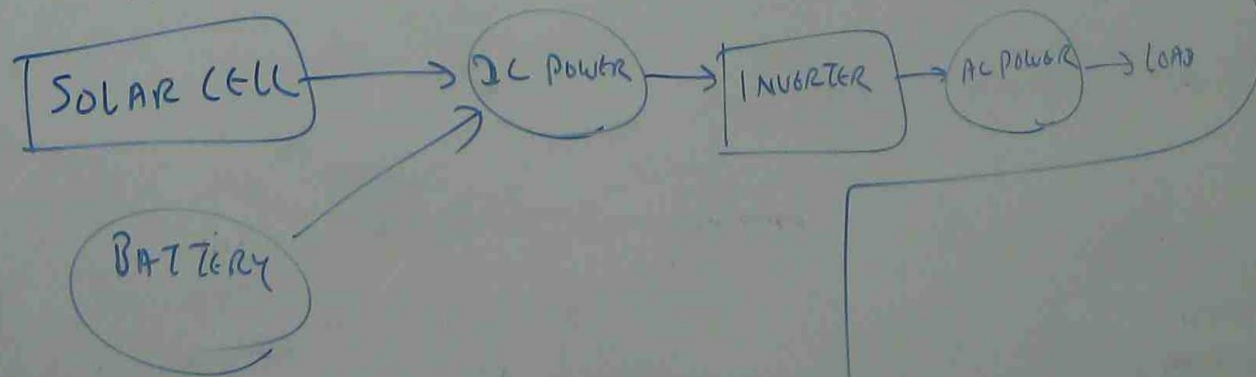 SOLAR CELL
DC POWER
INVERTER
AC POWER
LOAD
BATTERY